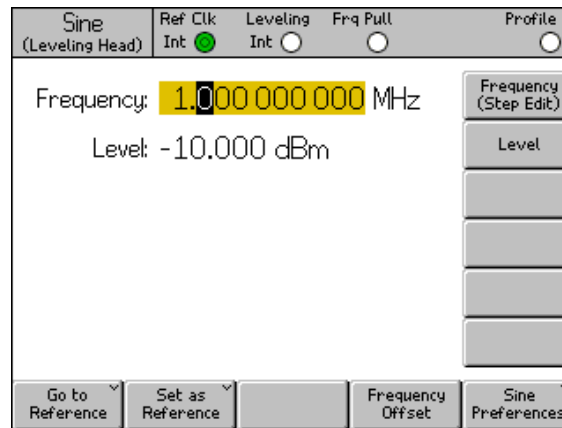 Sine
(Leveling Head)
Ref Clk
Int
Leveling
Int
Frq Pull
Profile
Frequency: 1.000 000 000 MHz
Level: -10.000 dBm
Frequency
(Step Edit)
Level
Go to
Reference
Set as
Reference
Frequency
Offset
Sine
Preferences